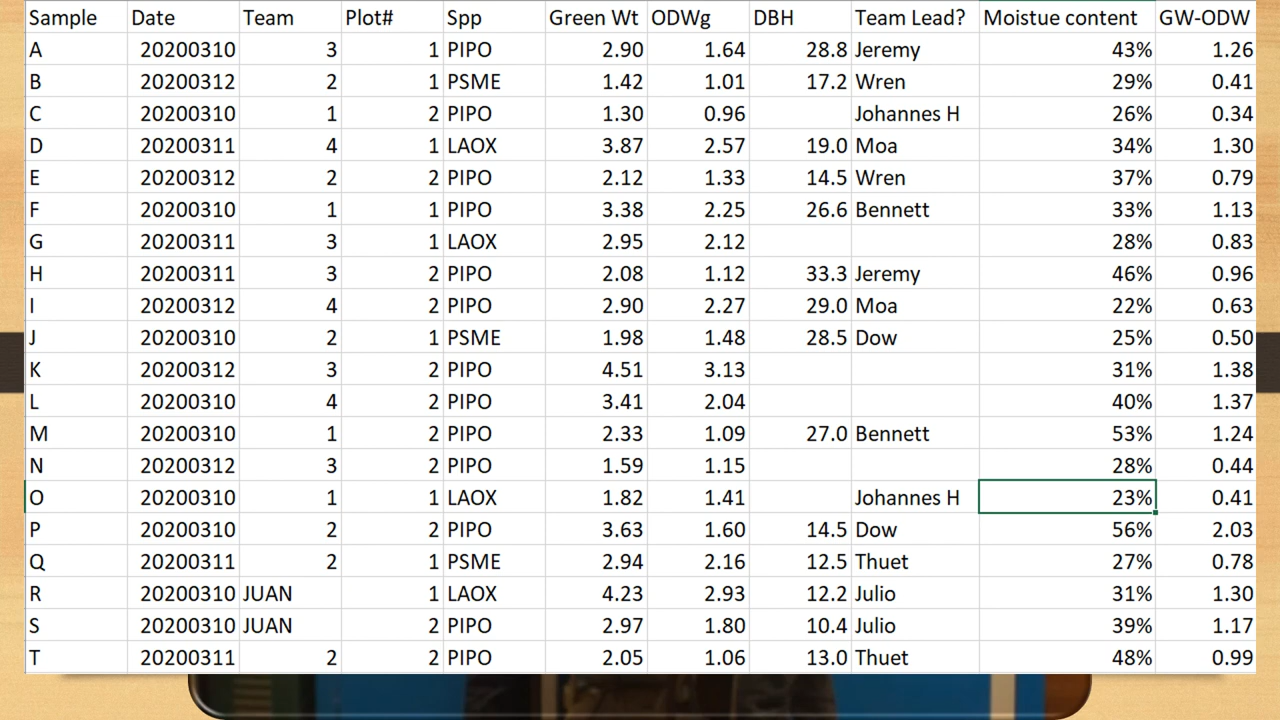 Sample Date Team Plot# Spp Green Wt ODWg DBH Team Lead? Moistue content GW-ODW
A 20200310 3 1 PIPO 2.90 1.64 28.8 Jeremy 43% 1.26
B 20200312 2 1 PSME 1.42 1.01 17.2 Wren 29% 0.41
C 20200310 1 2 PIPO 1.30 0.96 Johannes H 26% 0.34
D 20200311 4 1 LAOX 3.87 2.57 19.0 Moa 34% 1.30
E 20200312 2 2 PIPO 2.12 1.33 14.5 Wren 37% 0.79
F 20200310 1 1 PIPO 3.38 2.25 26.6 Bennett 33% 1.13
G 20200311 3 1 LAOX 2.95 2.12 28% 0.83
H 20200311 3 2 PIPO 2.08 1.12 33.3 Jeremy 46% 0.96
I 20200312 4 2 PIPO 2.90 2.27 29.0 Moa 22% 0.63
J 20200310 2 1 PSME 1.98 1.48 28.5 Dow 25% 0.50
K 20200312 3 2 PIPO 4.51 3.13 31% 1.38
L 20200310 4 2 PIPO 3.41 2.04 40% 1.37
M 20200310 1 2 PIPO 2.33 1.09 27.0 Bennett 53% 1.24
N 20200312 3 2 PIPO 1.59 1.15 28% 0.44
O 20200310 1 1 LAOX 1.82 1.41 Johannes H 23% 0.41
P 20200310 2 2 PIPO 3.63 1.60 14.5 Dow 56% 2.03
Q 20200311 2 1 PSME 2.94 2.16 12.5 Thuet 27% 0.78
R 20200310 JUAN 1 LAOX 4.23 2.93 12.2 Julio 31% 1.30
S 20200310 JUAN 2 PIPO 2.97 1.80 10.4 Julio 39% 1.17
T 20200311 2 2 PIPO 2.05 1.06 13.0 Thuet 48% 0.99